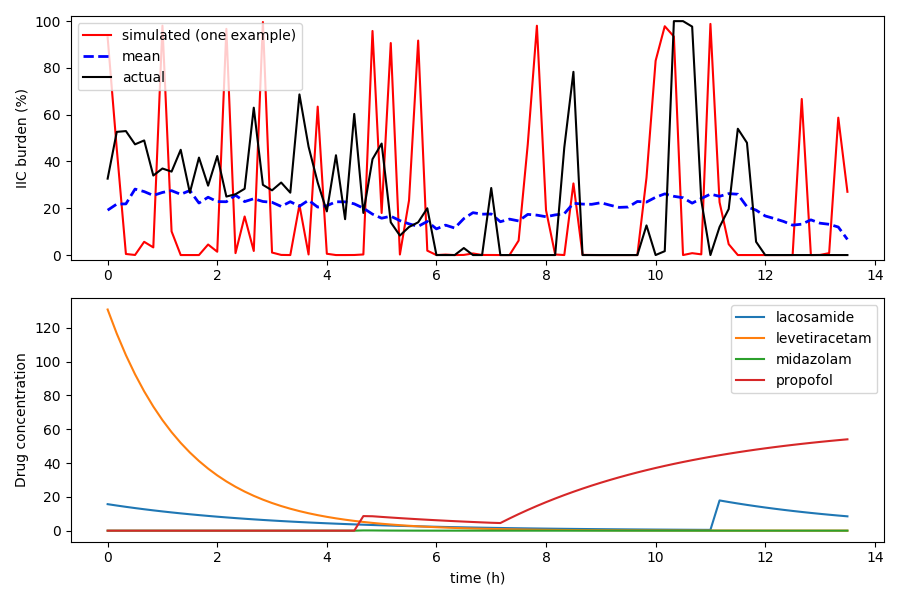 100
80
60
40
20
0
IIC burden (%)
simulated (one example)
mean
actual
0 2 4 6 8 10 12 14
120
100
80
60
40
20
0
Drug concentration
lacosamide
levetiracetam
midazolam
propofol
0 2 4 6 8 10 12 14
time (h)